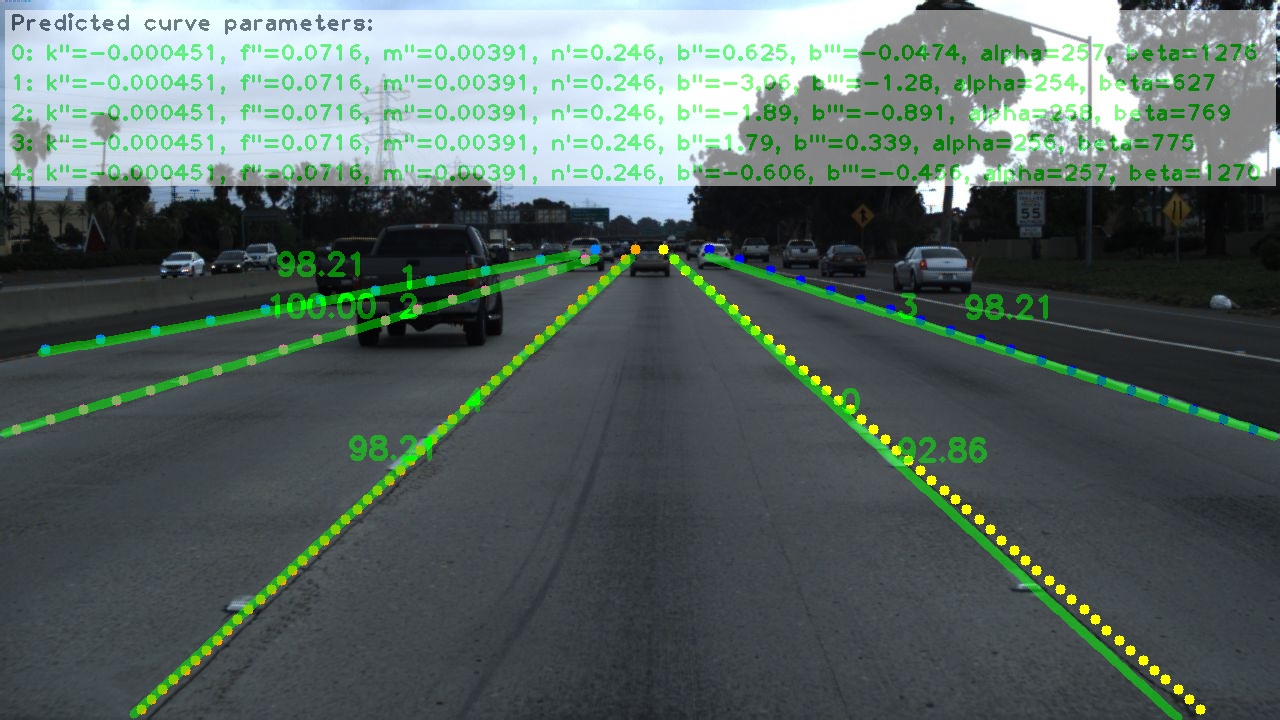 Predicted curve parameters:
0: k''=-0.000451, f''=0.0716, m''=0.00391, n'=0.246, b''=0.625, b'''=-0.0474, alpha=257, beta=1276
1: k''=-0.000451, f''=0.0716, m''=0.00391, n'=0.246, b''=-3.06, b'''=-1.28, alpha=254, beta=627
2: k''=-0.000451, f''=0.0716, m''=0.00391, n'=0.246, b''=-1.89, b'''=-0.891, alpha=258, beta=769
3: k''=-0.000451, f''=0.0716, m''=0.00391, n'=0.246, b''=1.79, b'''=0.339, alpha=256, beta=775
4: k''=-0.000451, f''=0.0716, m''=0.00391, n'=0.246, b''=-0.606, b'''=-0.456, alpha=257, beta=1270
SPEED
LIMIT
55
98.21 1
100.00 2
3 98.21
4
0
98.21
92.86